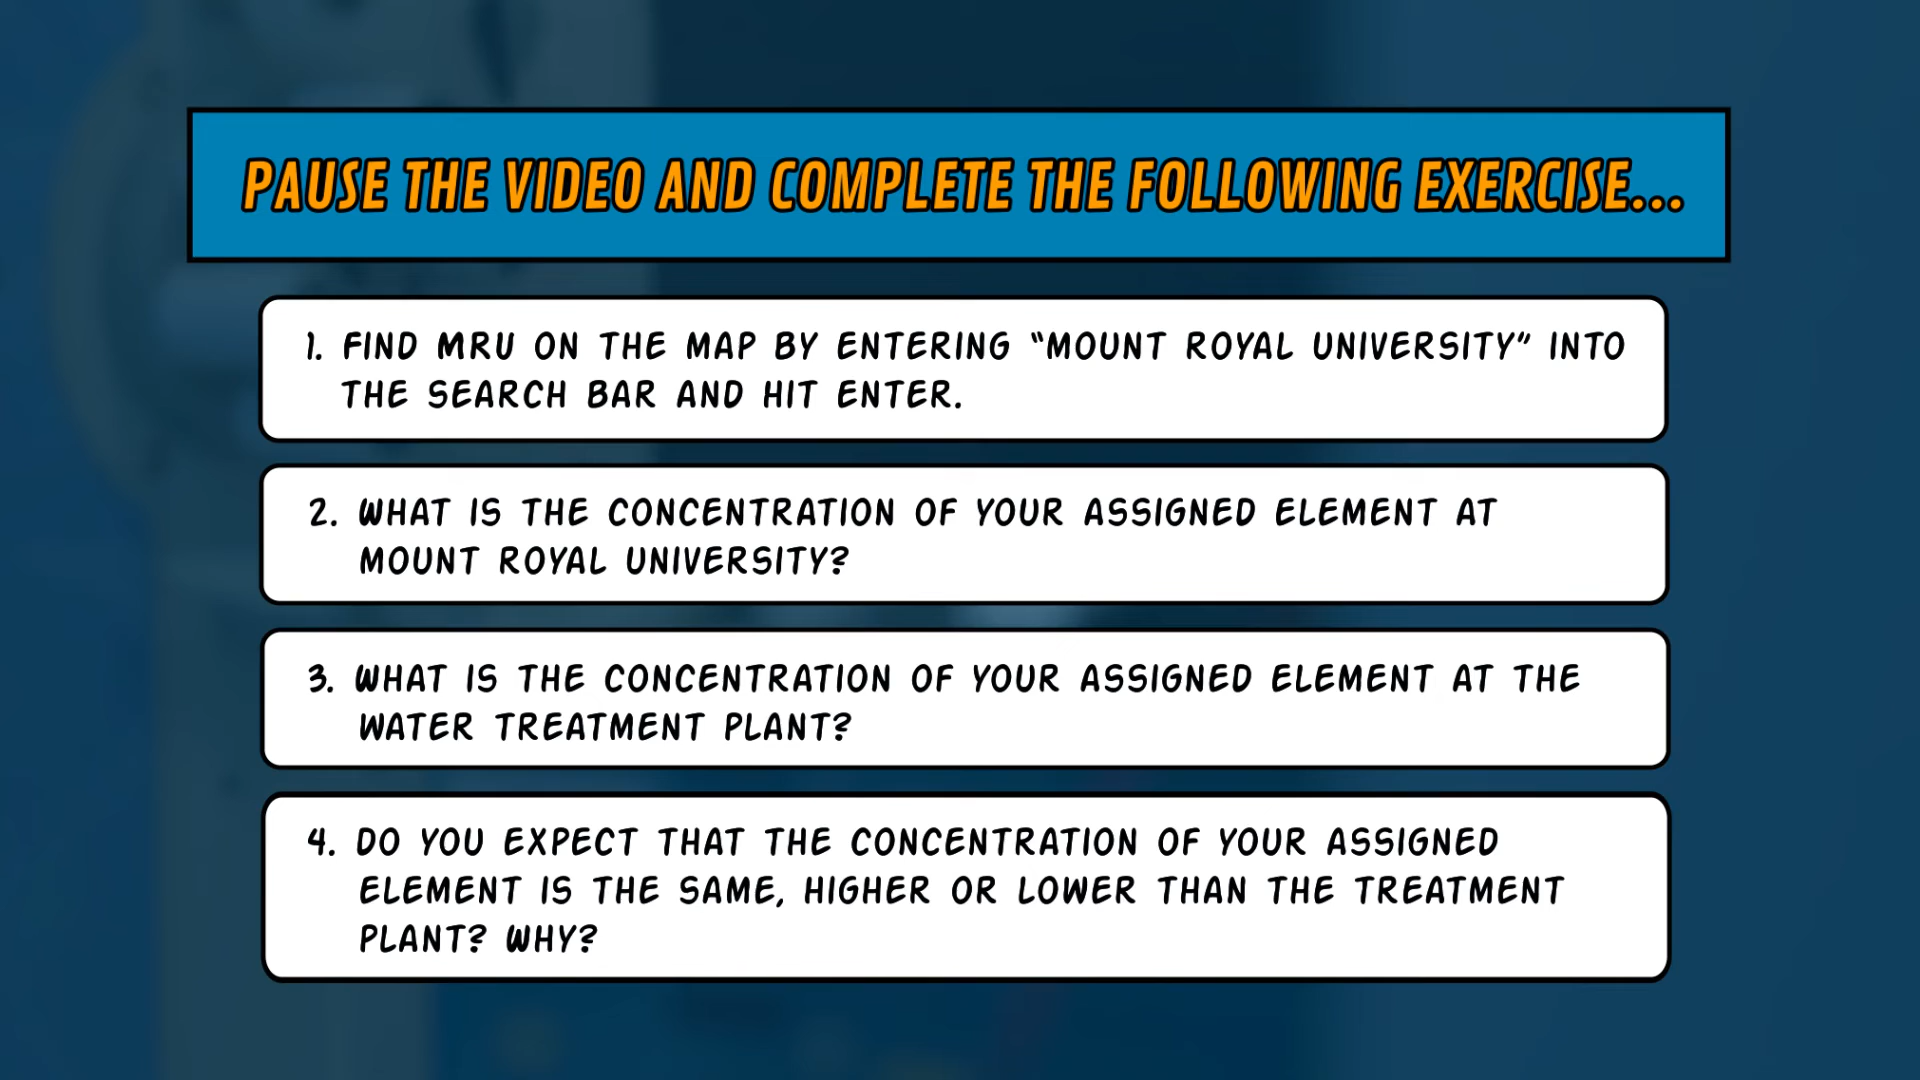 PAUSE THE VIDEO AND COMPLETE THE FOLLOWING EXERCISE...
1. FIND MRU ON THE MAP BY ENTERING “MOUNT ROYAL UNIVERSITY” INTO
THE SEARCH BAR AND HIT ENTER.
2. WHAT IS THE CONCENTRATION OF YOUR ASSIGNED ELEMENT AT
MOUNT ROYAL UNIVERSITY?
3. WHAT IS THE CONCENTRATION OF YOUR ASSIGNED ELEMENT AT THE
WATER TREATMENT PLANT?
4. DO YOU EXPECT THAT THE CONCENTRATION OF YOUR ASSIGNED
ELEMENT IS THE SAME, HIGHER OR LOWER THAN THE TREATMENT
PLANT? WHY?